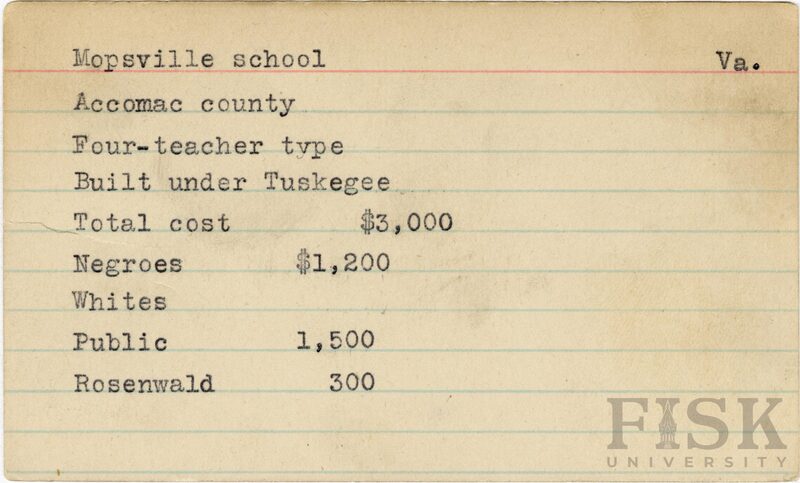 Mopsville school Va.
Accomac county
Four-teacher type
Built under Tuskegee
Total cost $3,000
Negroes $1,200
Whites
Public 1,500
Rosenwald 300
FISK
UNIVERSITY